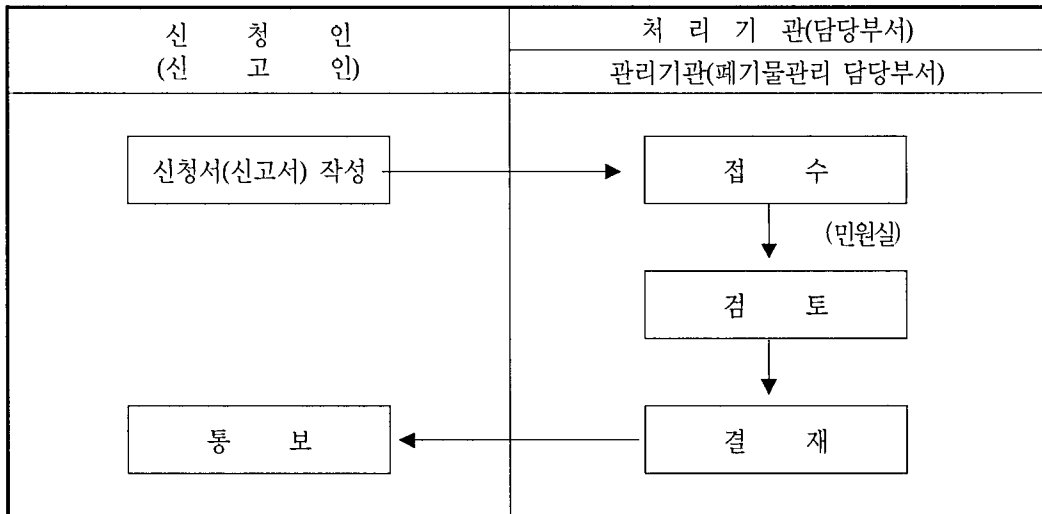 신 청 인
(신 고 인)
처 리 기 관(담당부서)
관리기관(폐기물관리 담당부서)
신청서(신고서) 작성
접 수
(민원실)
검 토
통 보
결 재